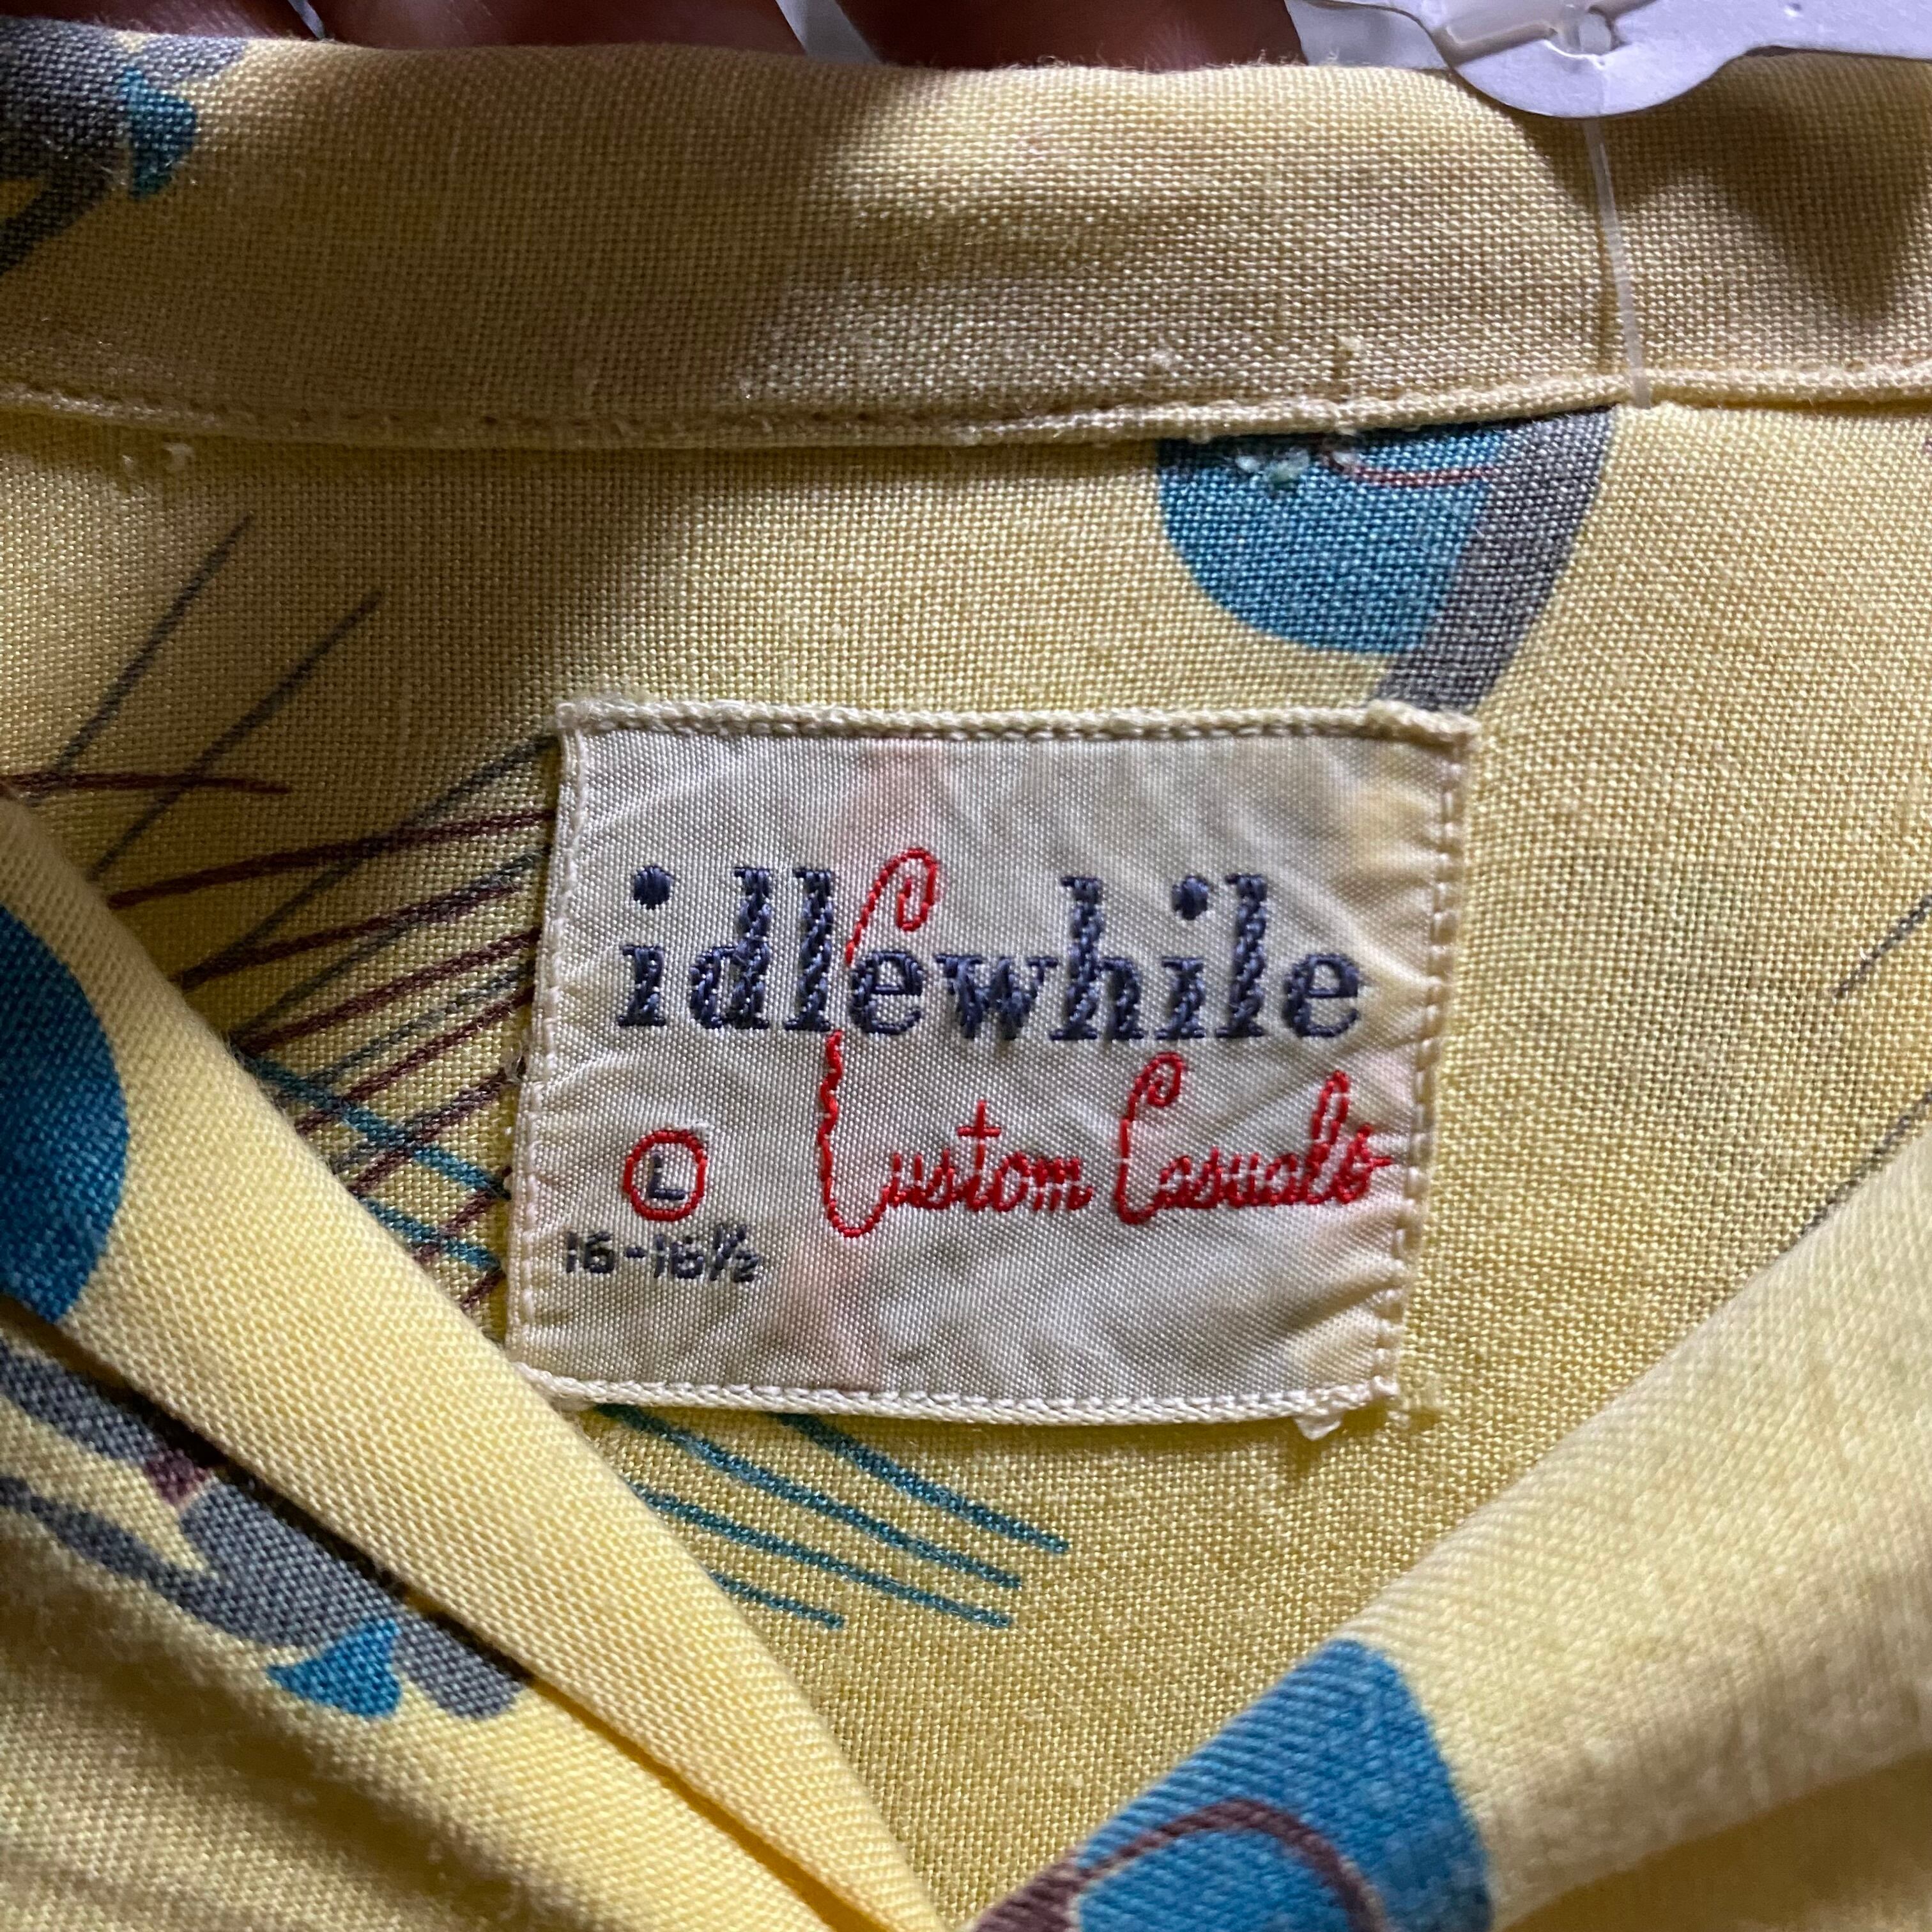 idlewhile
Custom Casuals
L
16-16½